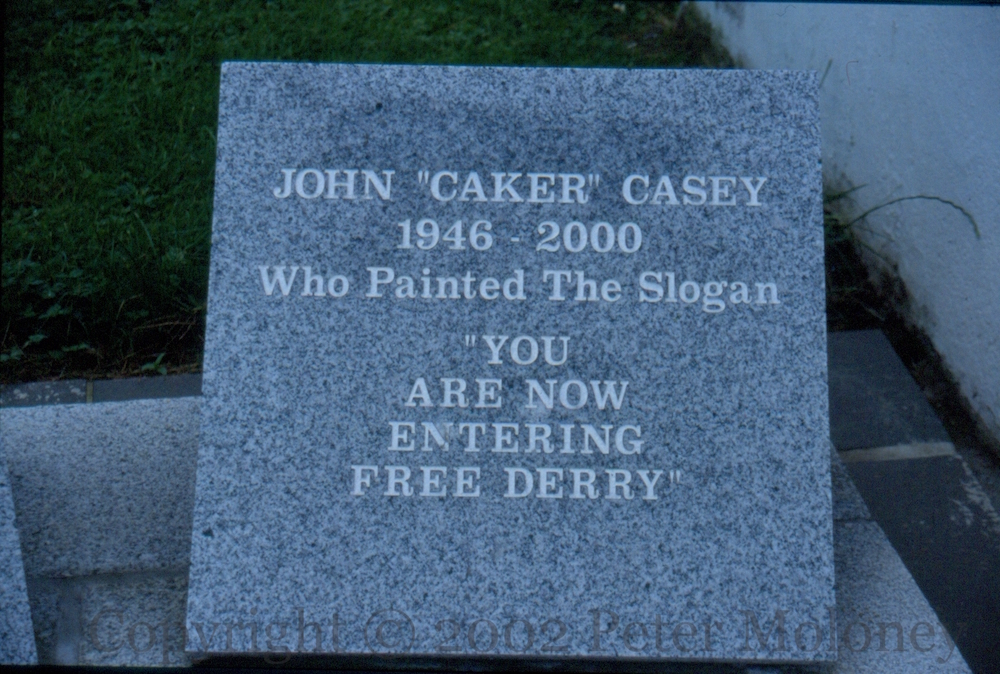 JOHN "CAKER" CASEY
1946 - 2000
Who Painted The Slogan
"YOU
ARE NOW
ENTERING
FREE DERRY"
Copyright © 2002 Peter Moloney